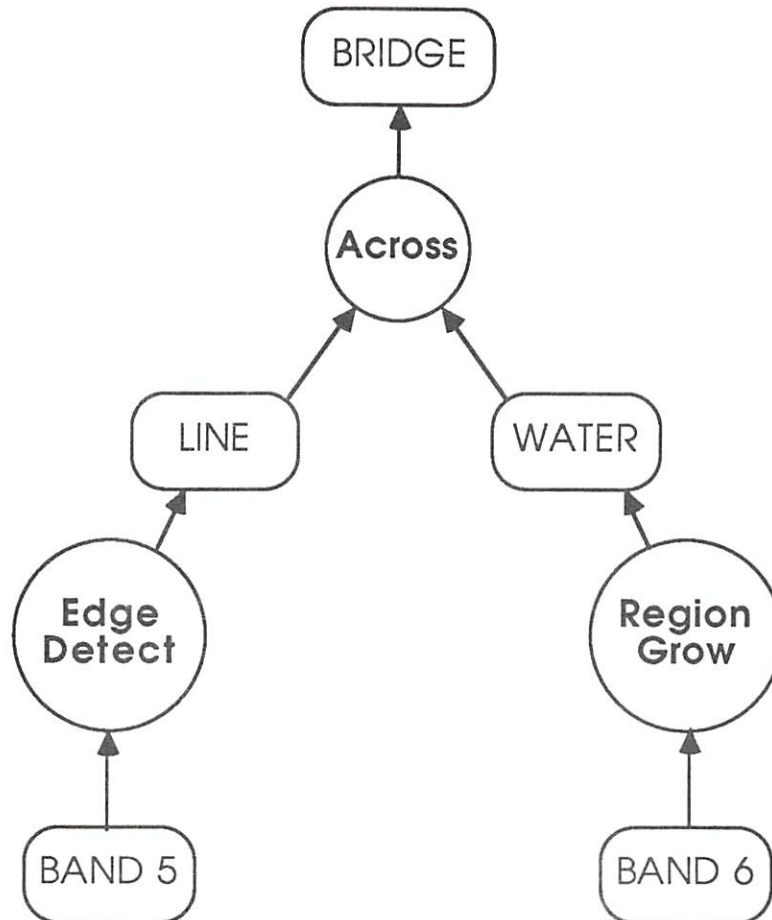 BRIDGE
Across
LINE
WATER
Edge
Detect
Region
Grow
BAND 5
BAND 6